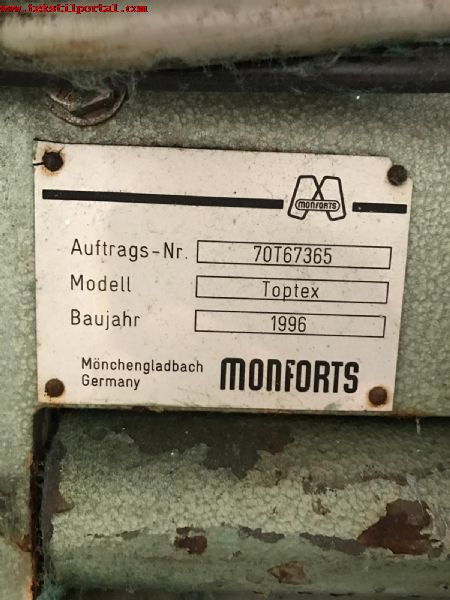 www.tekstilportal.com
MONFORTS
Auftrags-Nr. 70T67365
Modell Toptex
Baujahr 1996
Mönchengladbach
Germany
MONFORTS